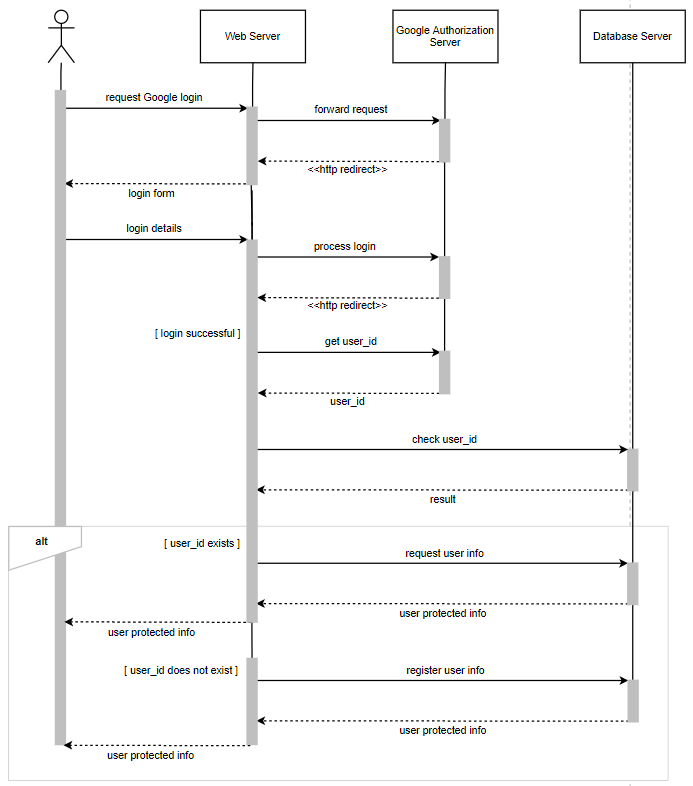 Web Server
Google Authorization
Server
Database Server
request Google login
forward request
<<http redirect>>
login form
login details
process login
<<http redirect>>
[ login successful ]
get user_id
user_id
check user_id
result
alt
[ user_id exists ]
request user info
user protected info
user protected info
[ user_id does not exist ]
register user info
user protected info
user protected info